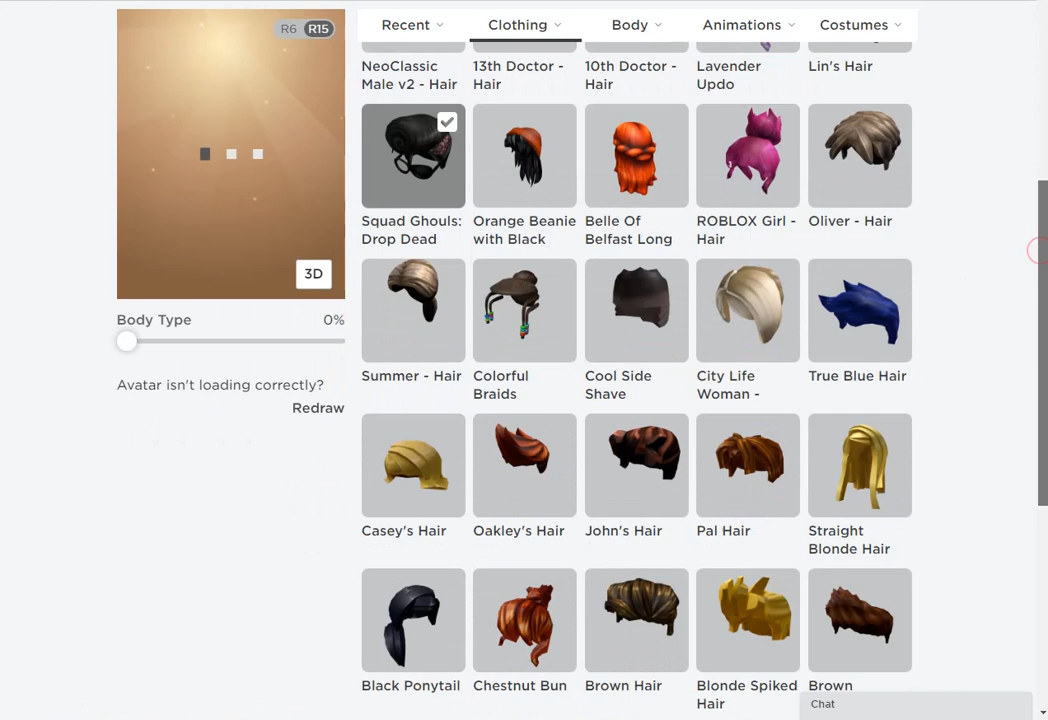 R6 R15
Recent
Clothing
Body
Animations
Costumes
3D
Body Type 0%
Avatar isn't loading correctly?
Redraw
NeoClassic
Male v2 - Hair
13th Doctor -
Hair
10th Doctor -
Hair
Lavender
Updo
Lin's Hair
Squad Ghouls:
Drop Dead
Orange Beanie
with Black
Belle Of
Belfast Long
ROBLOX Girl -
Hair
Oliver - Hair
Summer - Hair
Colorful
Braids
Cool Side
Shave
City Life
Woman -
True Blue Hair
Casey's Hair
Oakley's Hair
John's Hair
Pal Hair
Straight
Blonde Hair
Black Ponytail
Chestnut Bun
Brown Hair
Blonde Spiked
Hair
Brown
Chat